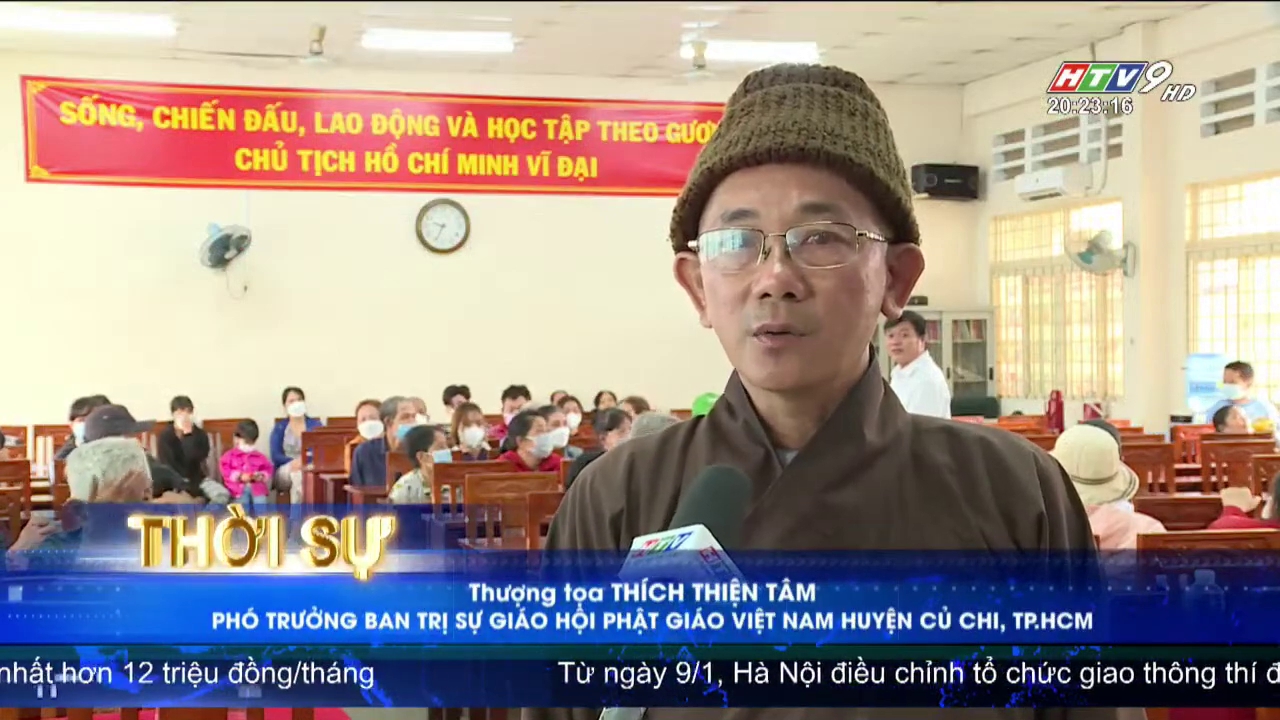 SỐNG, CHIẾN ĐẤU, LAO ĐỘNG VÀ HỌC TẬP THEO GƯƠ
CHỦ TỊCH HỒ CHÍ MINH VĨ ĐẠI
HTV9 HD
20:23:16
HTV
THỜI SỰ
Thượng tọa THÍCH THIỆN TÂM
PHÓ TRƯỞNG BAN TRỊ SỰ GIÁO HỘI PHẬT GIÁO VIỆT NAM HUYỆN CỦ CHI, TP.HCM
nhất hơn 12 triệu đồng/tháng Từ ngày 9/1, Hà Nội điều chỉnh tổ chức giao thông thí đ